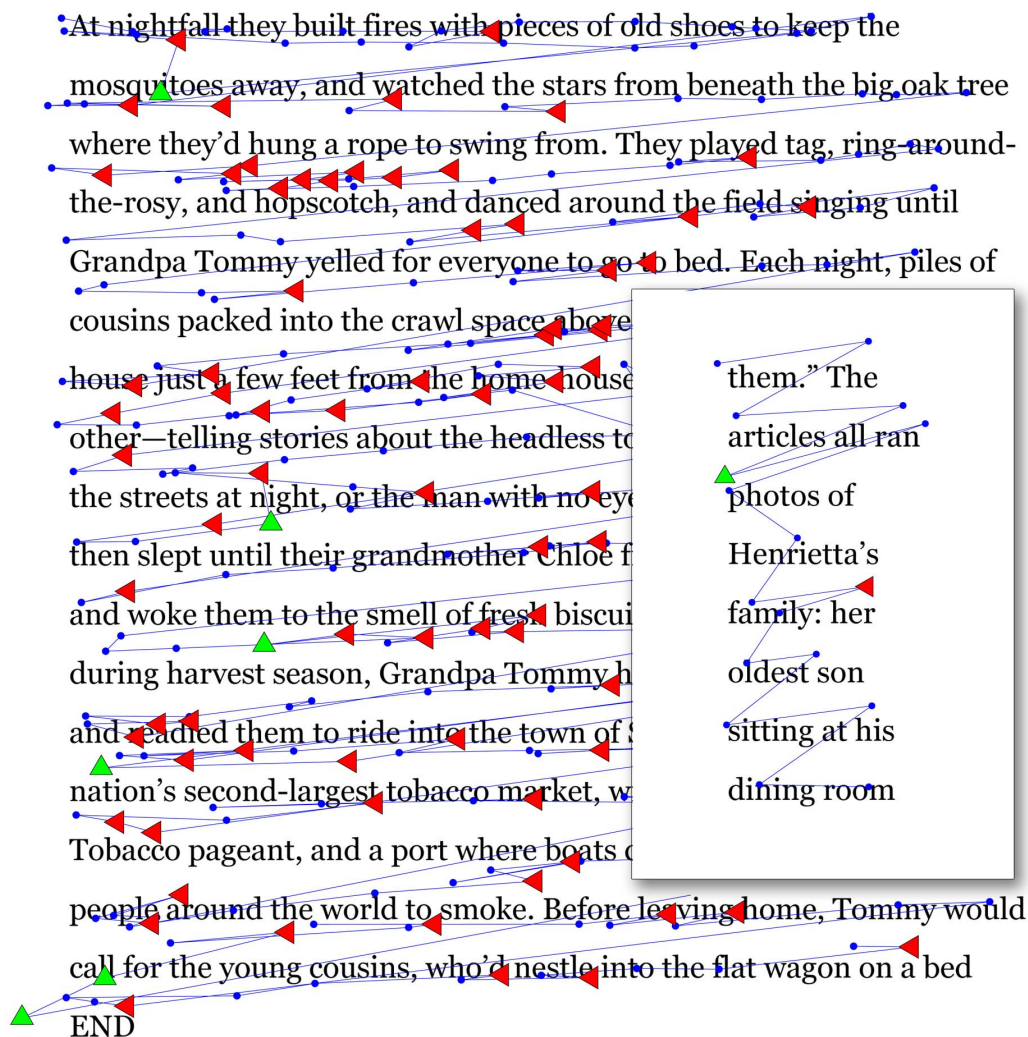 At nightfall they built fires with pieces of old shoes to keep the
mosquitoes away, and watched the stars from beneath the big oak tree
where they’d hung a rope to swing from. They played tag, ring-around-
the-rosy, and hopscotch, and danced around the field singing until
Grandpa Tommy yelled for everyone to go to bed. Each night, piles of
cousins packed into the crawl space above
house just a few feet from the home-house
other—telling stories about the headless
the streets at night, or the man with no
then slept until their grandmother Chloe
and woke them to the smell of fresh
during harvest season, Grandpa Tommy
and readied them to ride into the town of
nation’s second-largest tobacco market,
Tobacco pageant, and a port where boats
people around the world to smoke. Before leaving home, Tommy would
call for the young cousins, who’d nestle into the flat wagon on a bed
END
them.” The
articles all ran
photos of
Henrietta’s
family: her
oldest son
sitting at his
dining room